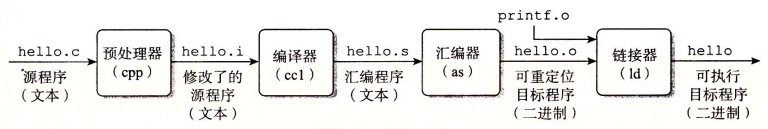 printf.o
hello.c
预处理器
（cpp）
hello.i
编译器
（cc1）
hello.s
汇编器
（as）
hello.o
链接器
（ld）
hello
源程序
（文本）
修改了的
源程序
（文本）
汇编程序
（文本）
可重定位
目标程序
（二进制）
可执行
目标程序
（二进制）